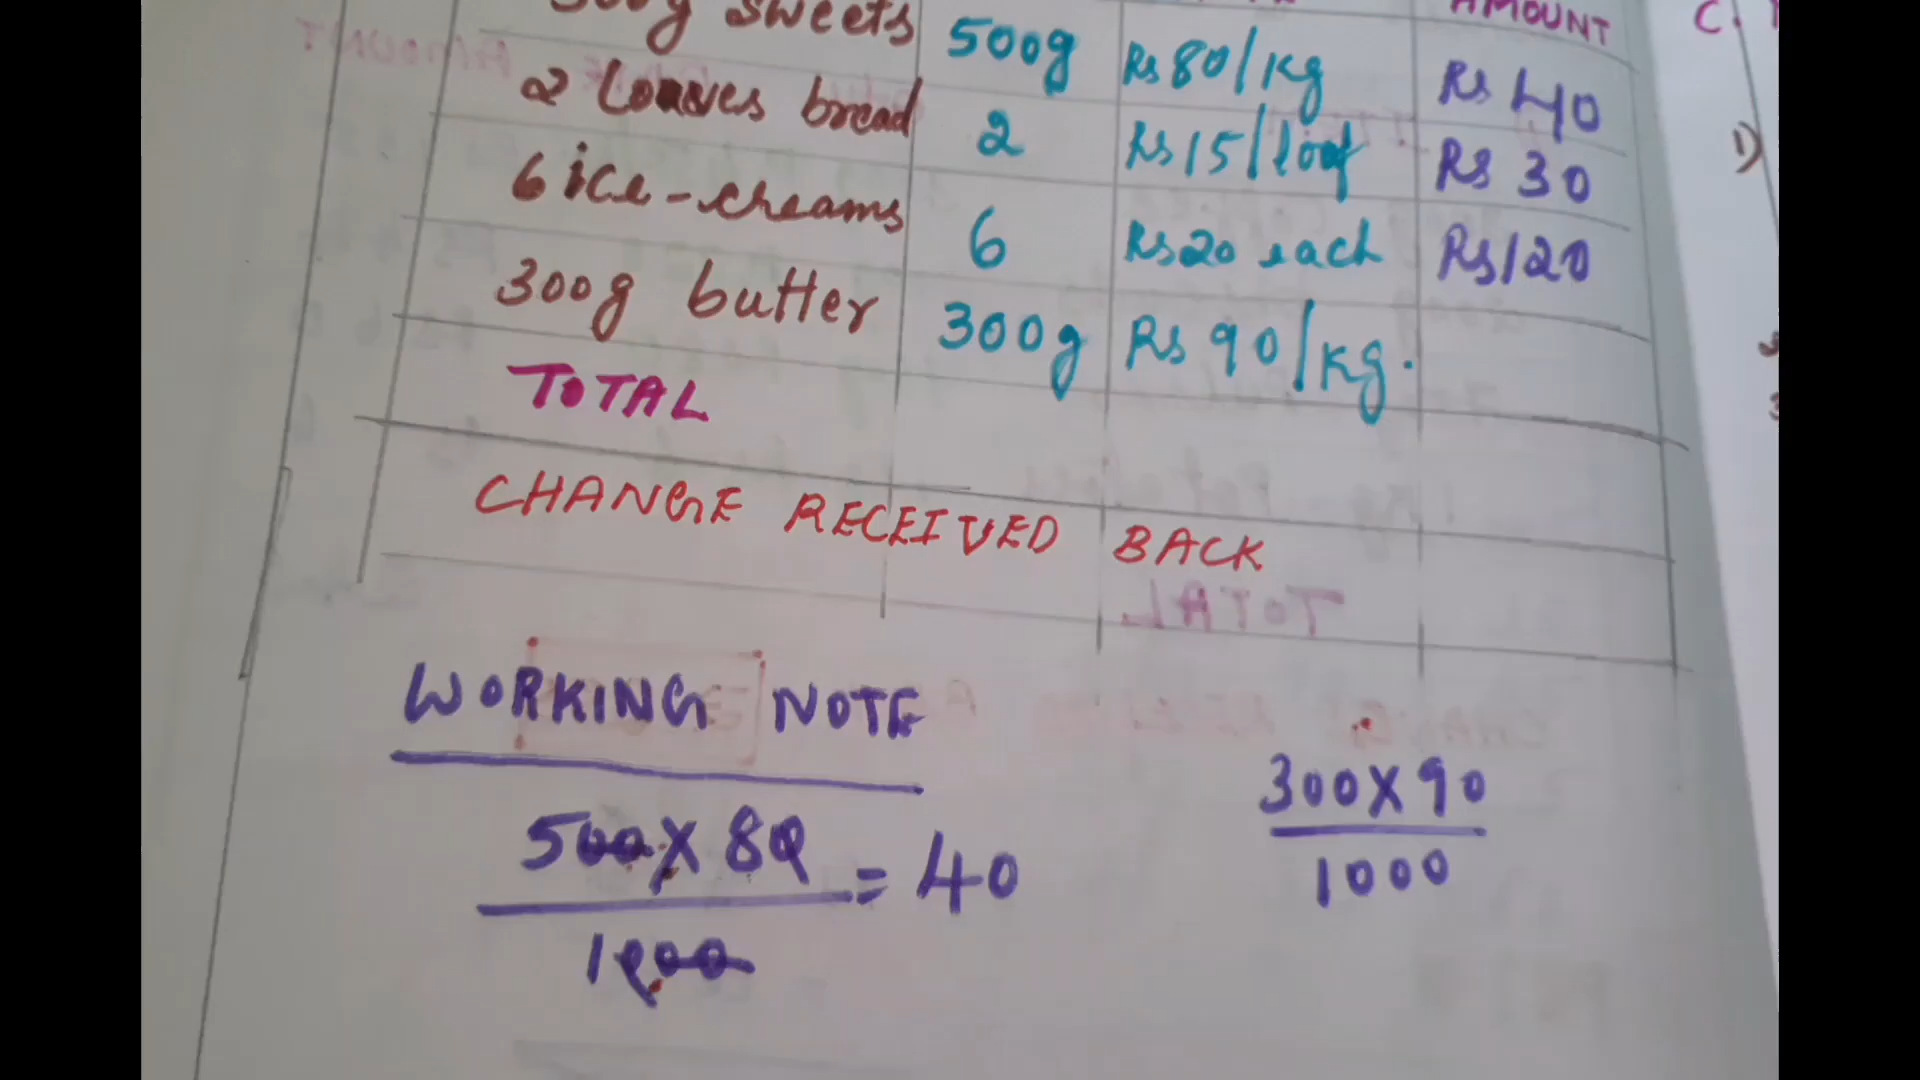 AMOUNT
500g sweets 500g Rs 80/kg Rs 40
2 Loaves bread 2 Rs 15/loaf Rs 30
6 ice-creams 6 Rs 20 each Rs 120
300g butter 300g Rs 90/kg.
TOTAL
CHANGE RECEIVED BACK
WORKING NOTE
500 X 80 = 40
1000
300 X 90
1000
C.
1)